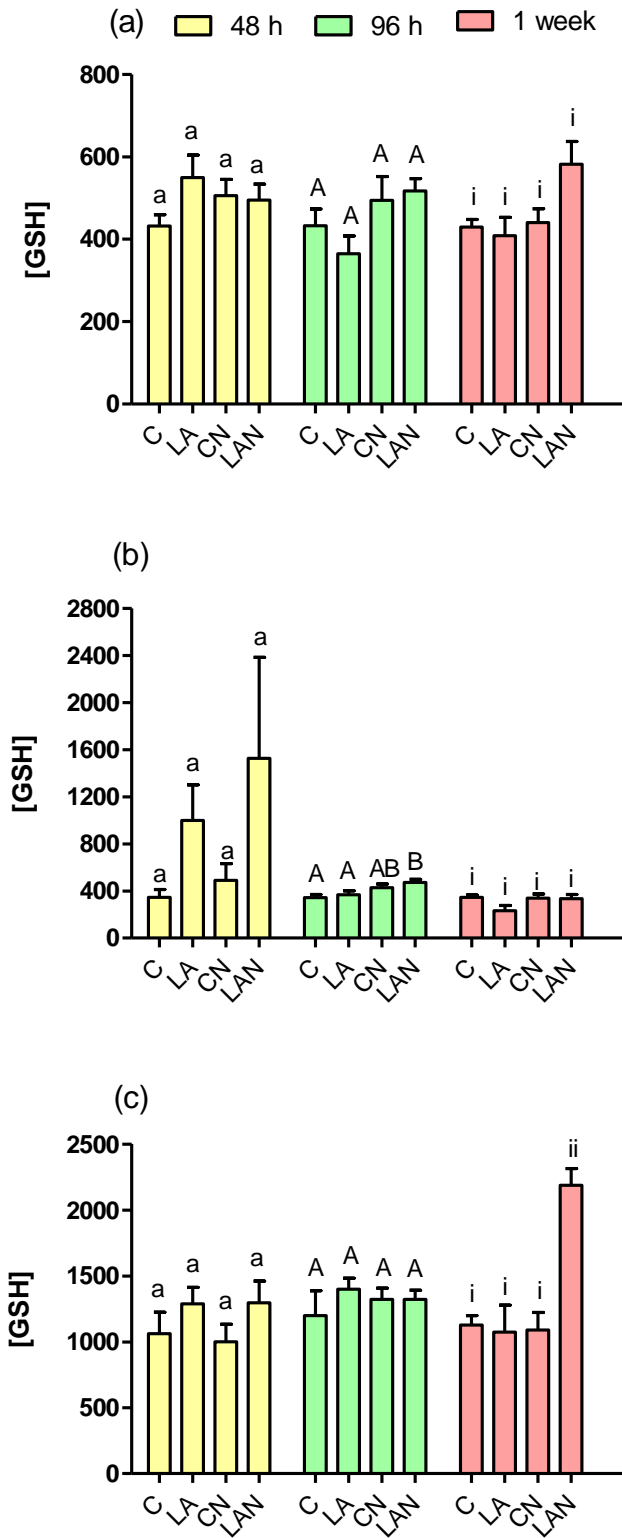 (a) 48 h 96 h 1 week
800
600
400
200
0
[GSH]
a a a a A A A A i i i i
C LA CN LAN C LA CN LAN C LA CN LAN
(b)
2800
2400
2000
1600
1200
800
400
0
[GSH]
a a a a A A AB B i i i i
C LA CN LAN C LA CN LAN C LA CN LAN
(c)
2500
2000
1500
1000
500
0
[GSH]
a a a a A A A A i i i ii
C LA CN LAN C LA CN LAN C LA CN LAN